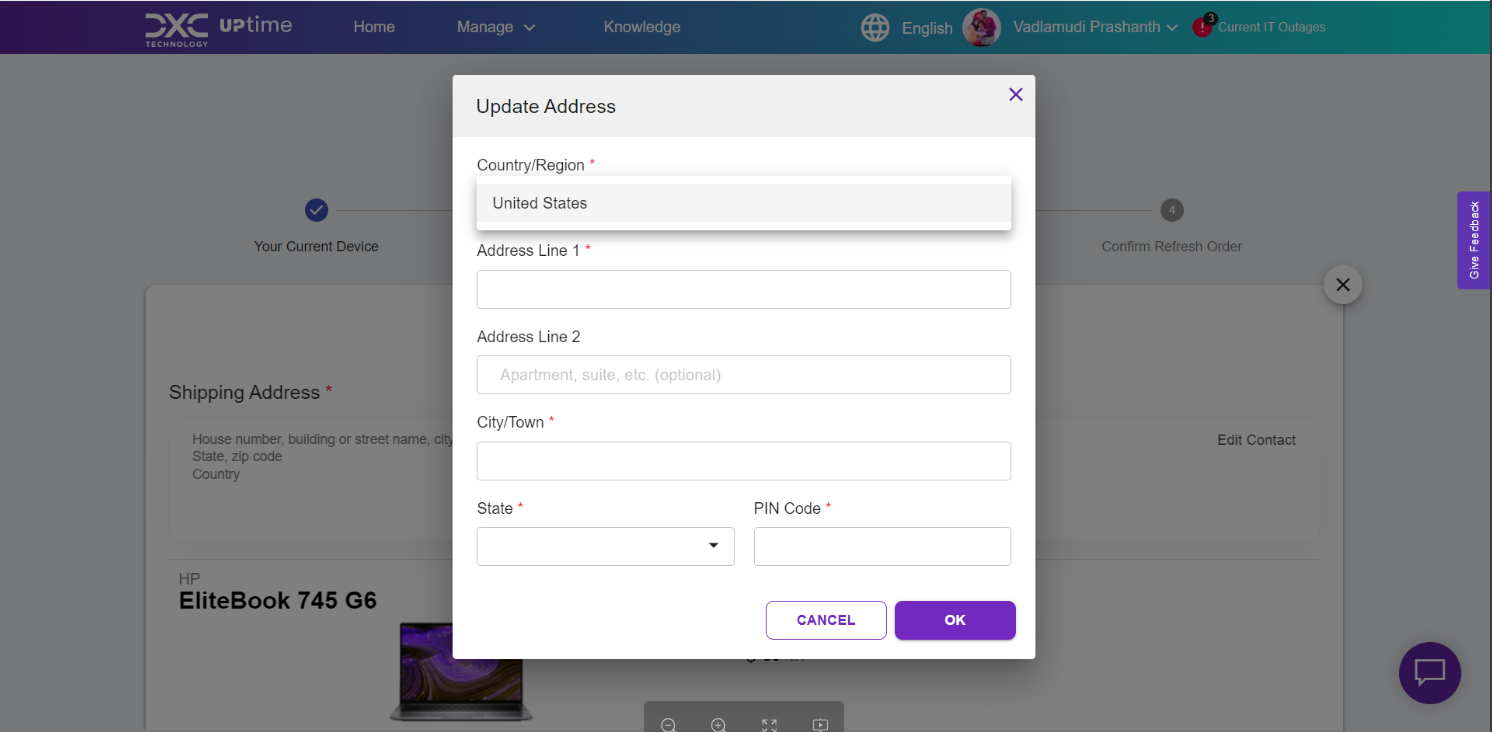 DXC TECHNOLOGY UPtime Home Manage Knowledge English Vadlamudi Prashanth 3 Current IT Outages
Update Address
Country/Region *
United States
Address Line 1 *
Address Line 2
Apartment, suite, etc. (optional)
City/Town *
State * PIN Code *
CANCEL OK
Your Current Device
4
Confirm Refresh Order
Give Feedback
Shipping Address *
House number, building or street name, city
State, zip code
Country
Edit Contact
HP
EliteBook 745 G6